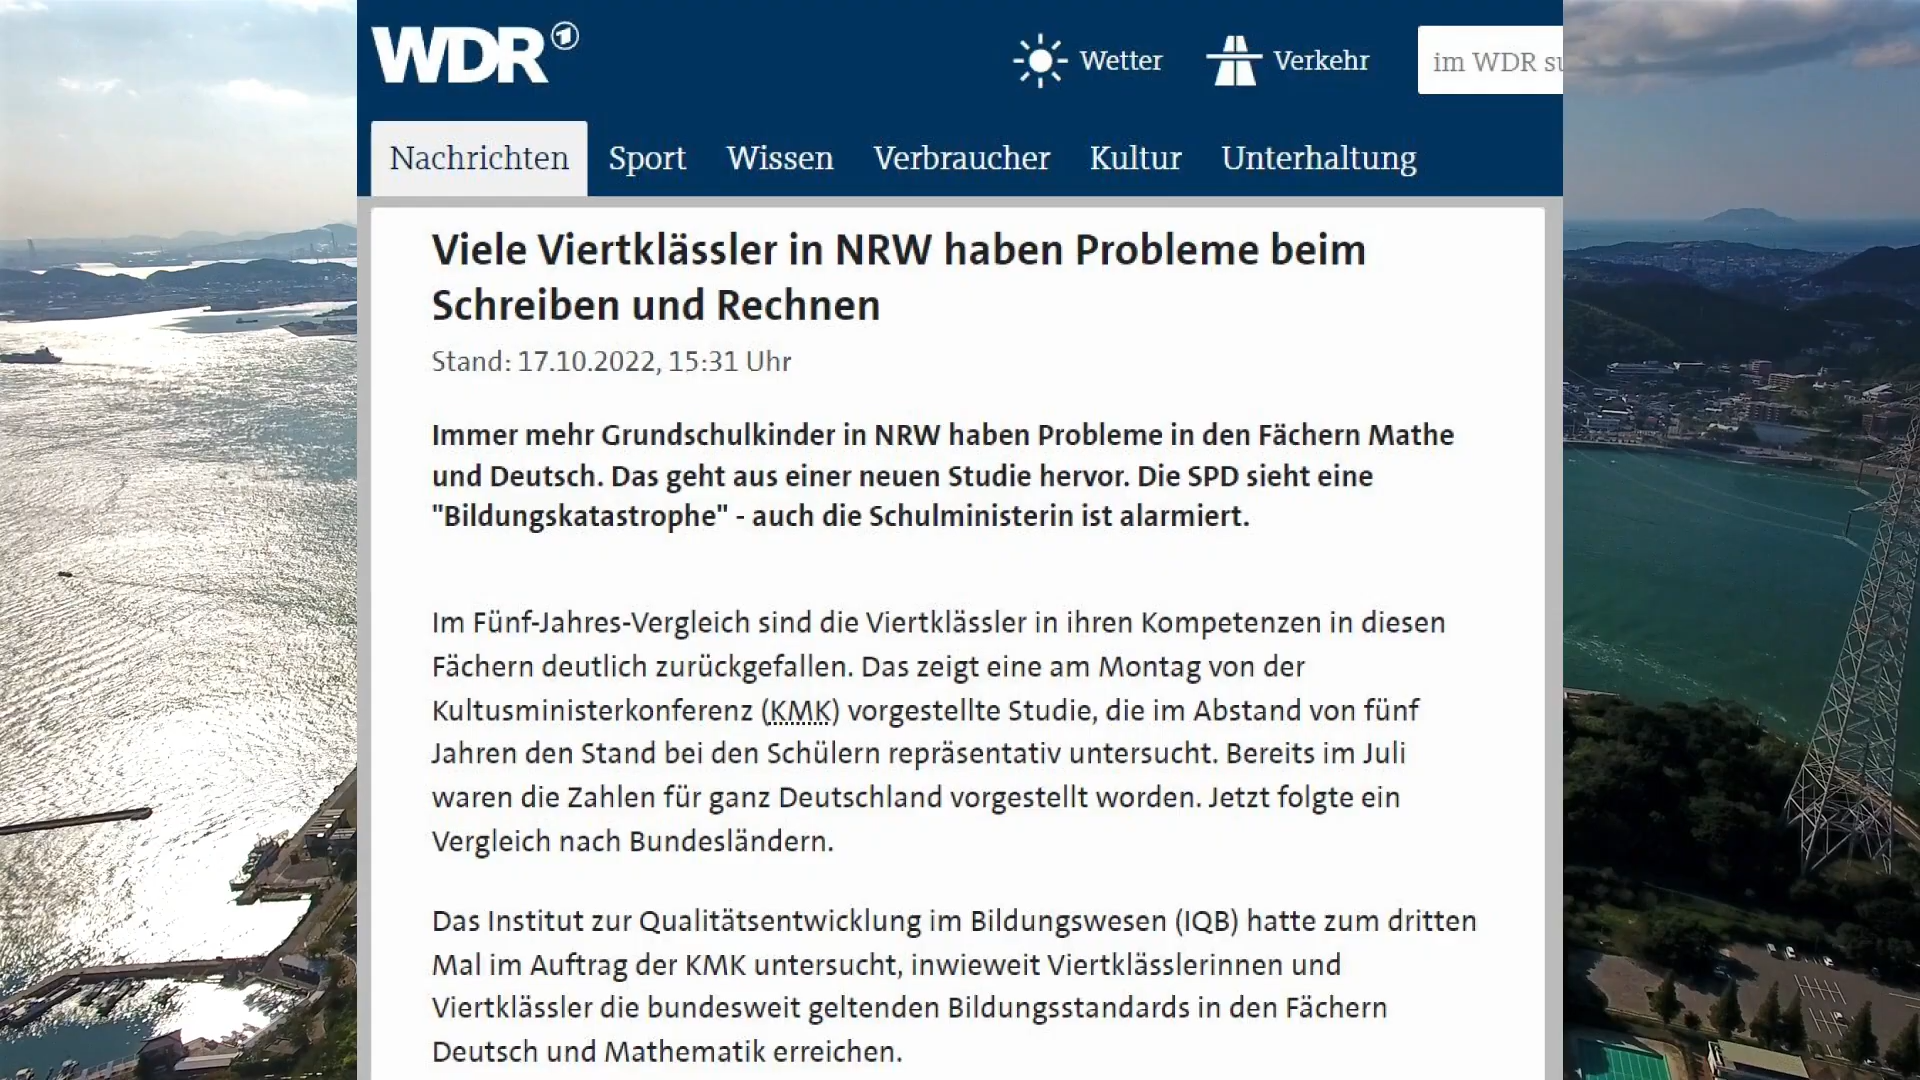 WDR
Wetter
Verkehr
im WDR
Nachrichten
Sport
Wissen
Verbraucher
Kultur
Unterhaltung
Viele Viertklässler in NRW haben Probleme beim
Schreiben und Rechnen
Stand: 17.10.2022, 15:31 Uhr
Immer mehr Grundschulkinder in NRW haben Probleme in den Fächern Mathe
und Deutsch. Das geht aus einer neuen Studie hervor. Die SPD sieht eine
"Bildungskatastrophe" - auch die Schulministerin ist alarmiert.
Im Fünf-Jahres-Vergleich sind die Viertklässler in ihren Kompetenzen in diesen
Fächern deutlich zurückgefallen. Das zeigt eine am Montag von der
Kultusministerkonferenz (KMK) vorgestellte Studie, die im Abstand von fünf
Jahren den Stand bei den Schülern repräsentativ untersucht. Bereits im Juli
waren die Zahlen für ganz Deutschland vorgestellt worden. Jetzt folgte ein
Vergleich nach Bundesländern.
Das Institut zur Qualitätsentwicklung im Bildungswesen (IQB) hatte zum dritten
Mal im Auftrag der KMK untersucht, inwieweit Viertklässlerinnen und
Viertklässler die bundesweit geltenden Bildungsstandards in den Fächern
Deutsch und Mathematik erreichen.